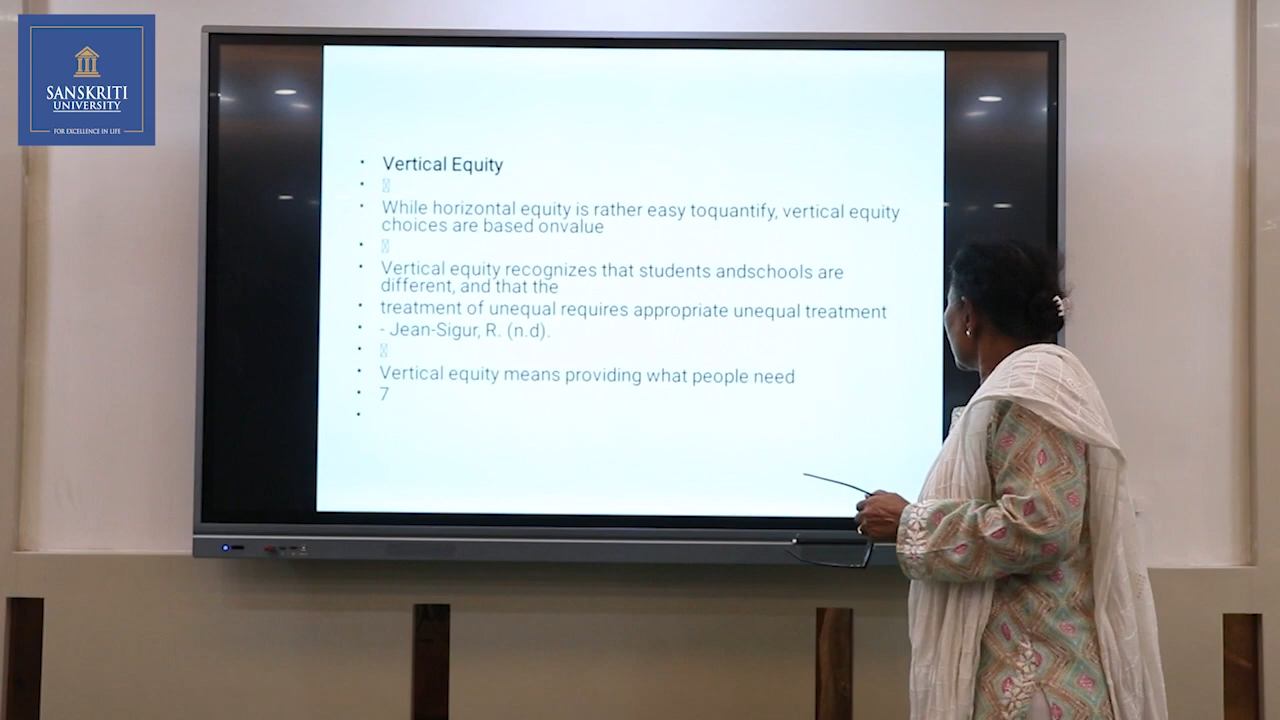 SANSKRITI
UNIVERSITY
FOR EXCELLENCE IN LIFE
• Vertical Equity
•
• While horizontal equity is rather easy toquantify, vertical equity
choices are based onvalue
•
• Vertical equity recognizes that students andschools are
different, and that the
• treatment of unequal requires appropriate unequal treatment
• - Jean-Sigur, R. (n.d).
•
• Vertical equity means providing what people need
• 7
•